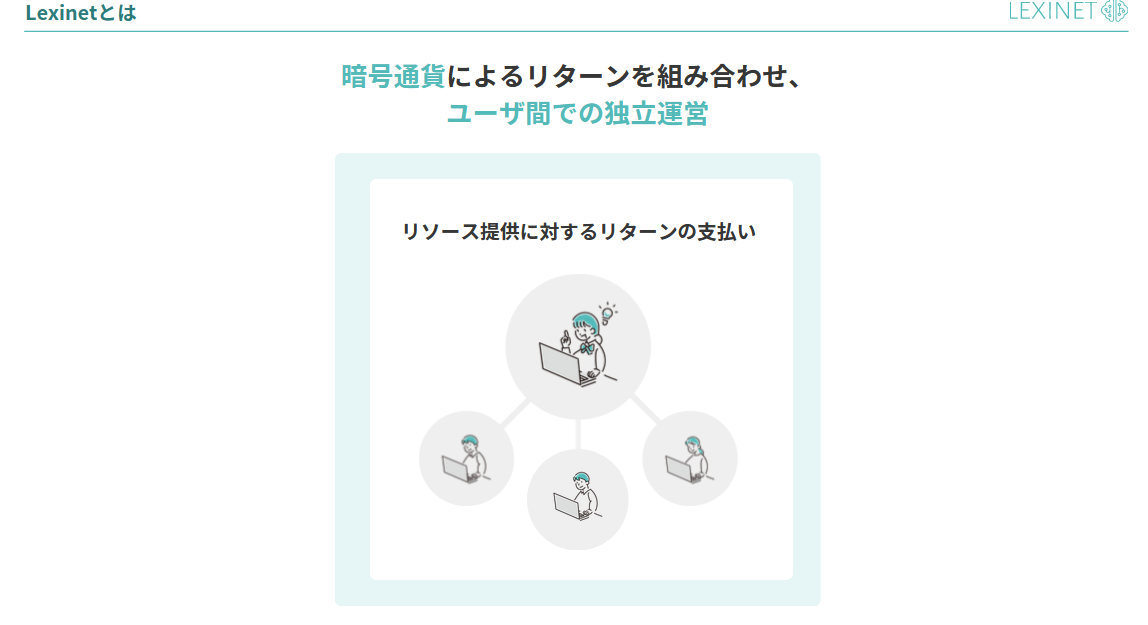 Lexinetとは
LEXINET
暗号通貨によるリターンを組み合わせ、
ユーザ間での独立運営
リソース提供に対するリターンの支払い